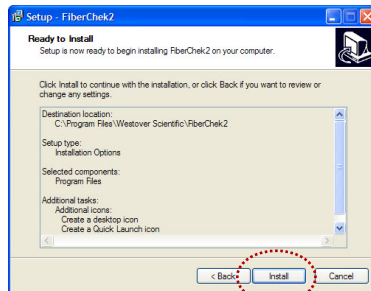 Setup - FiberChek2
Ready to Install
Setup is now ready to begin installing FiberChek2 on your computer.
Click Install to continue with the installation, or click Back if you want to review or
change any settings.
Destination location:
C:\Program Files\Westover Scientific\FiberChek2
Setup type:
Installation Options
Selected components:
Program Files
Additional tasks:
Additional icons:
Create a desktop icon
Create a Quick Launch icon
< Back
Install
Cancel